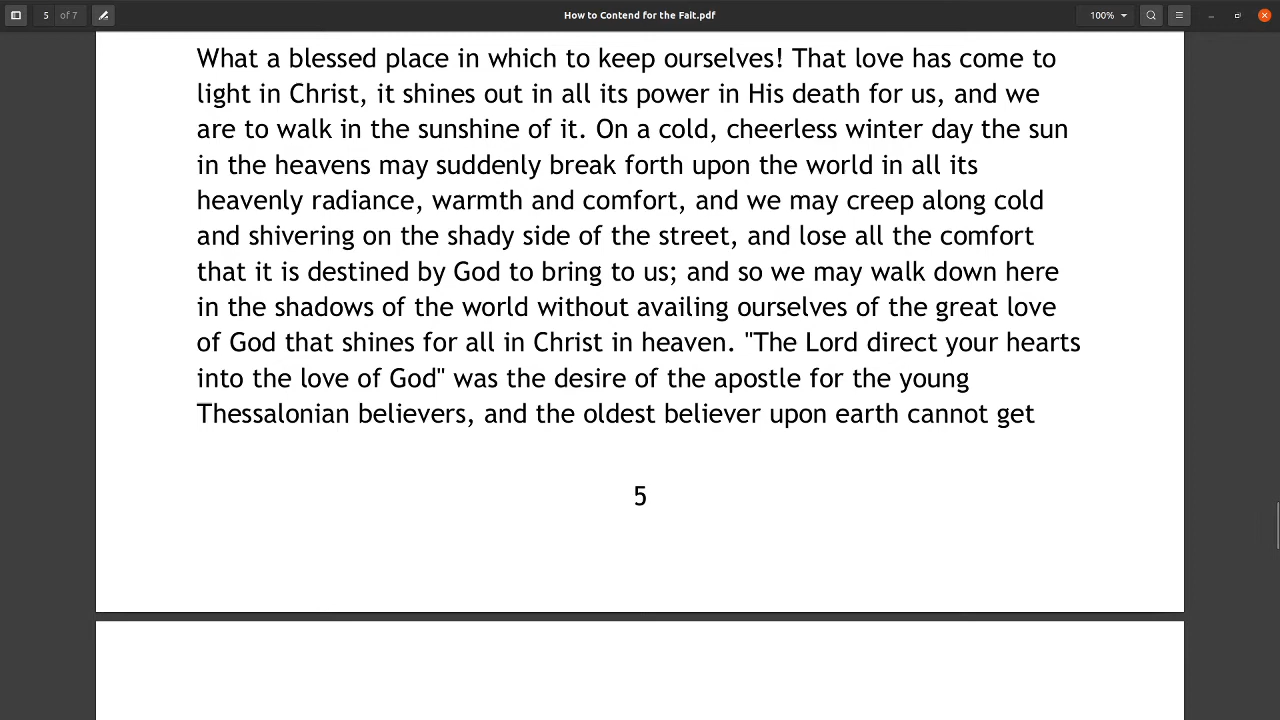 5 of 7
How to Contend for the Falt.pdf
100%
What a blessed place in which to keep ourselves! That love has come to
light in Christ, it shines out in all its power in His death for us, and we
are to walk in the sunshine of it. On a cold, cheerless winter day the sun
in the heavens may suddenly break forth upon the world in all its
heavenly radiance, warmth and comfort, and we may creep along cold
and shivering on the shady side of the street, and lose all the comfort
that it is destined by God to bring to us; and so we may walk down here
in the shadows of the world without availing ourselves of the great love
of God that shines for all in Christ in heaven. "The Lord direct your hearts
into the love of God" was the desire of the apostle for the young
Thessalonian believers, and the oldest believer upon earth cannot get
5